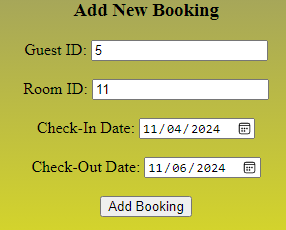 Add New Booking
Guest ID: 5
Room ID: 11
Check-In Date: 11/04/2024
Check-Out Date: 11/06/2024
Add Booking